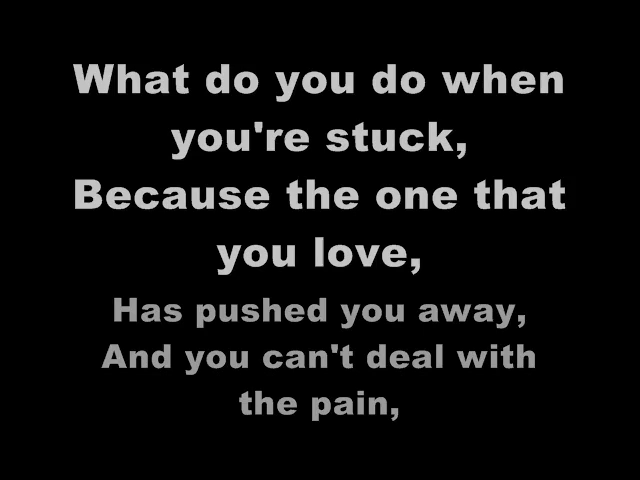 What do you do when
you're stuck,
Because the one that
you love,
Has pushed you away,
And you can't deal with
the pain,